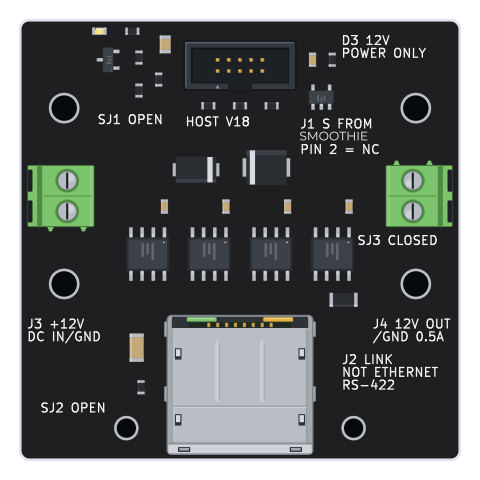 D3 12V
POWER ONLY
SJ1 OPEN
HOST V18
J1 S FROM
SMOOTHIE
PIN 2 = NC
SJ3 CLOSED
J3 +12V
DC IN/GND
J4 12V OUT
/GND 0.5A
J2 LINK
NOT ETHERNET
RS-422
SJ2 OPEN